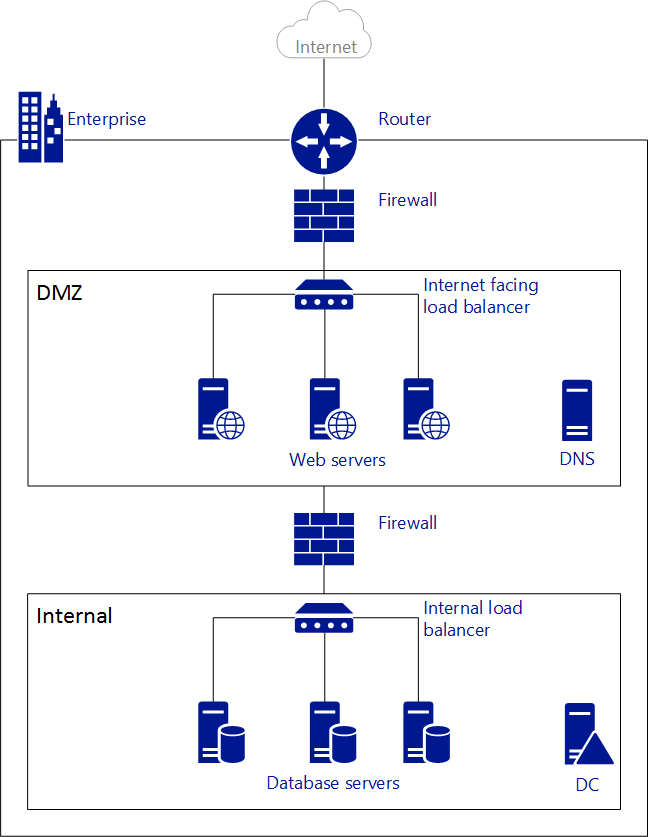 Internet
Enterprise
Router
Firewall
DMZ
Internet facing
load balancer
Web servers
DNS
Firewall
Internal
Internal load
balancer
Database servers
DC